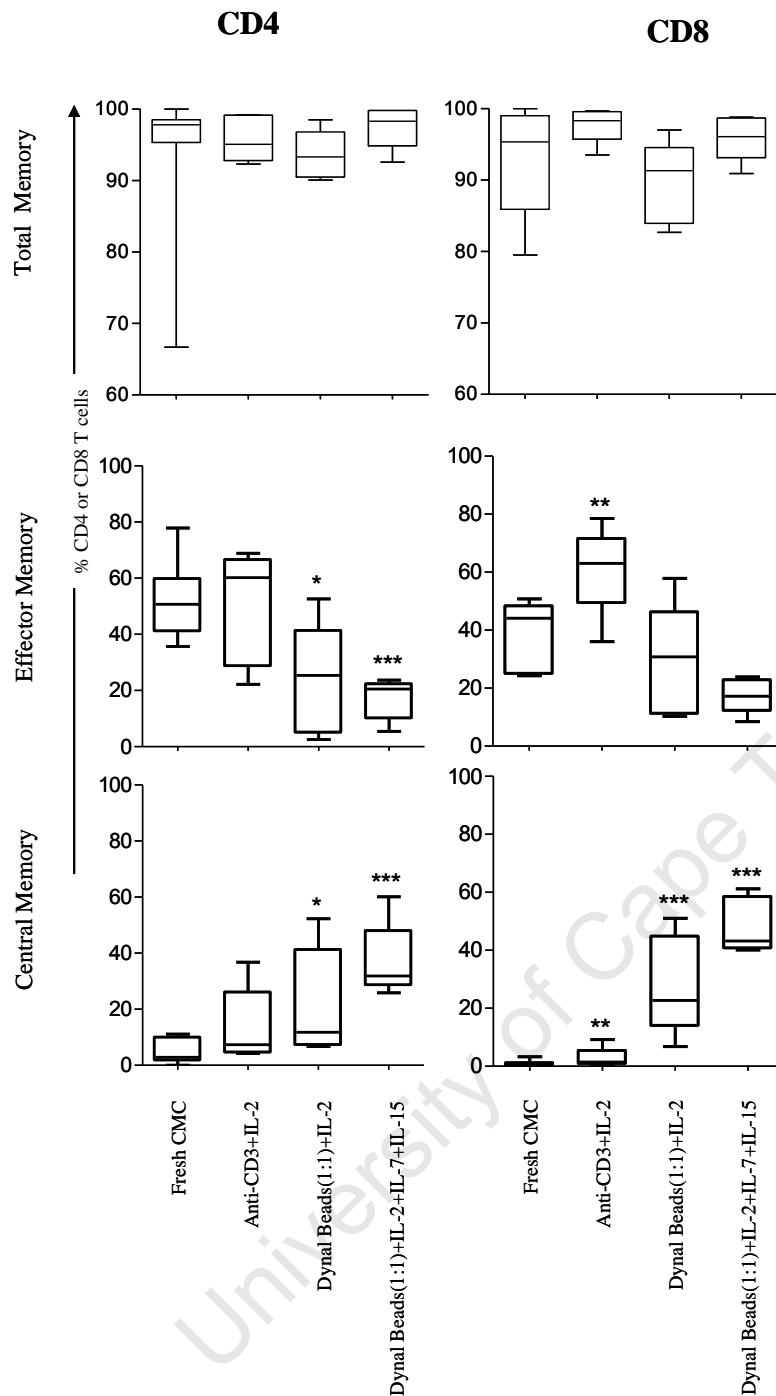 CD4
CD8
Total Memory
100
90
80
70
60
100
90
80
70
60
% CD4 or CD8 T cells
Effector Memory
100
80
60
40
20
0
*
***
100
80
60
40
20
0
**
Central Memory
100
80
60
40
20
0
*
***
100
80
60
40
20
0
**
***
***
Fresh CMC
Anti-CD3+IL-2
Dynal Beads(1:1)+IL-2
Dynal Beads(1:1)+IL-2+IL-7+IL-15
Fresh CMC
Anti-CD3+IL-2
Dynal Beads(1:1)+IL-2
Dynal Beads(1:1)+IL-2+IL-7+IL-15
University of Cape T